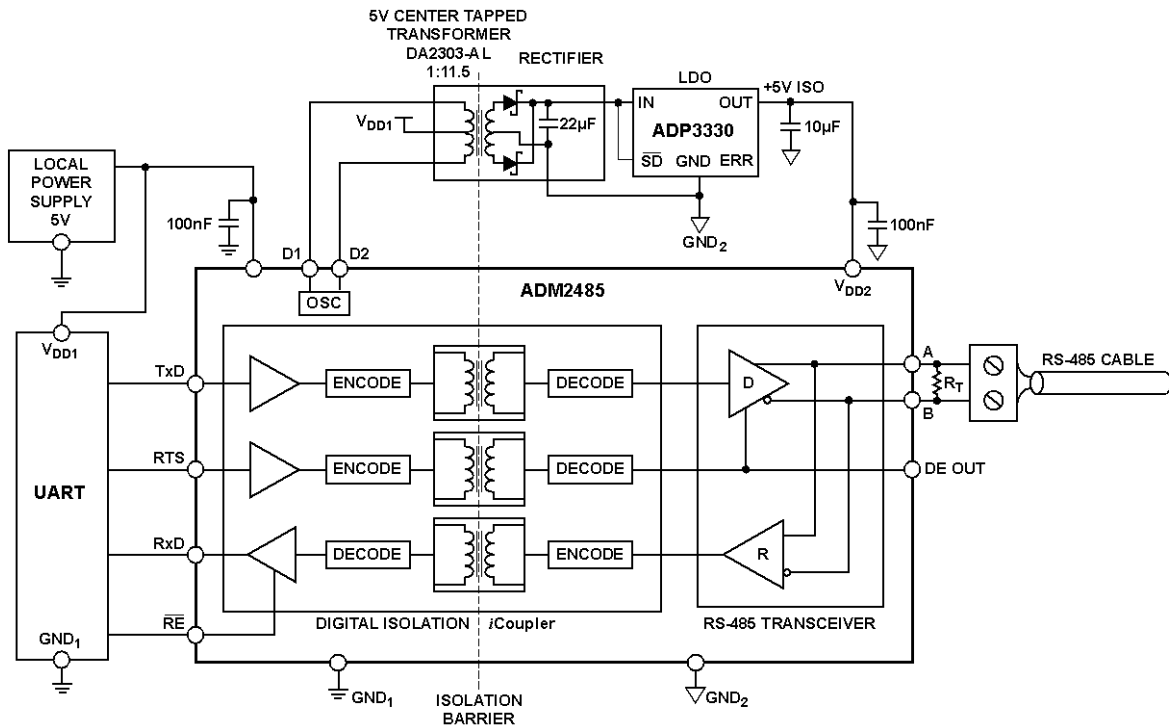 5V CENTER TAPPED
TRANSFORMER
DA2303-AL
1:11.5
RECTIFIER
LDO
+5V ISO
IN
OUT
VDD1
22µF
ADP3330
10µF
SD GND ERR
LOCAL
POWER
SUPPLY
5V
100nF
GND2
100nF
D1
D2
OSC
ADM2485
VDD2
VDD1
TxD
ENCODE
DECODE
D
A
RT
B
RS-485 CABLE
RTS
ENCODE
DECODE
DE OUT
UART
RxD
DECODE
ENCODE
R
RE
DIGITAL ISOLATION iCoupler
RS-485 TRANSCEIVER
GND1
GND1
GND2
ISOLATION
BARRIER